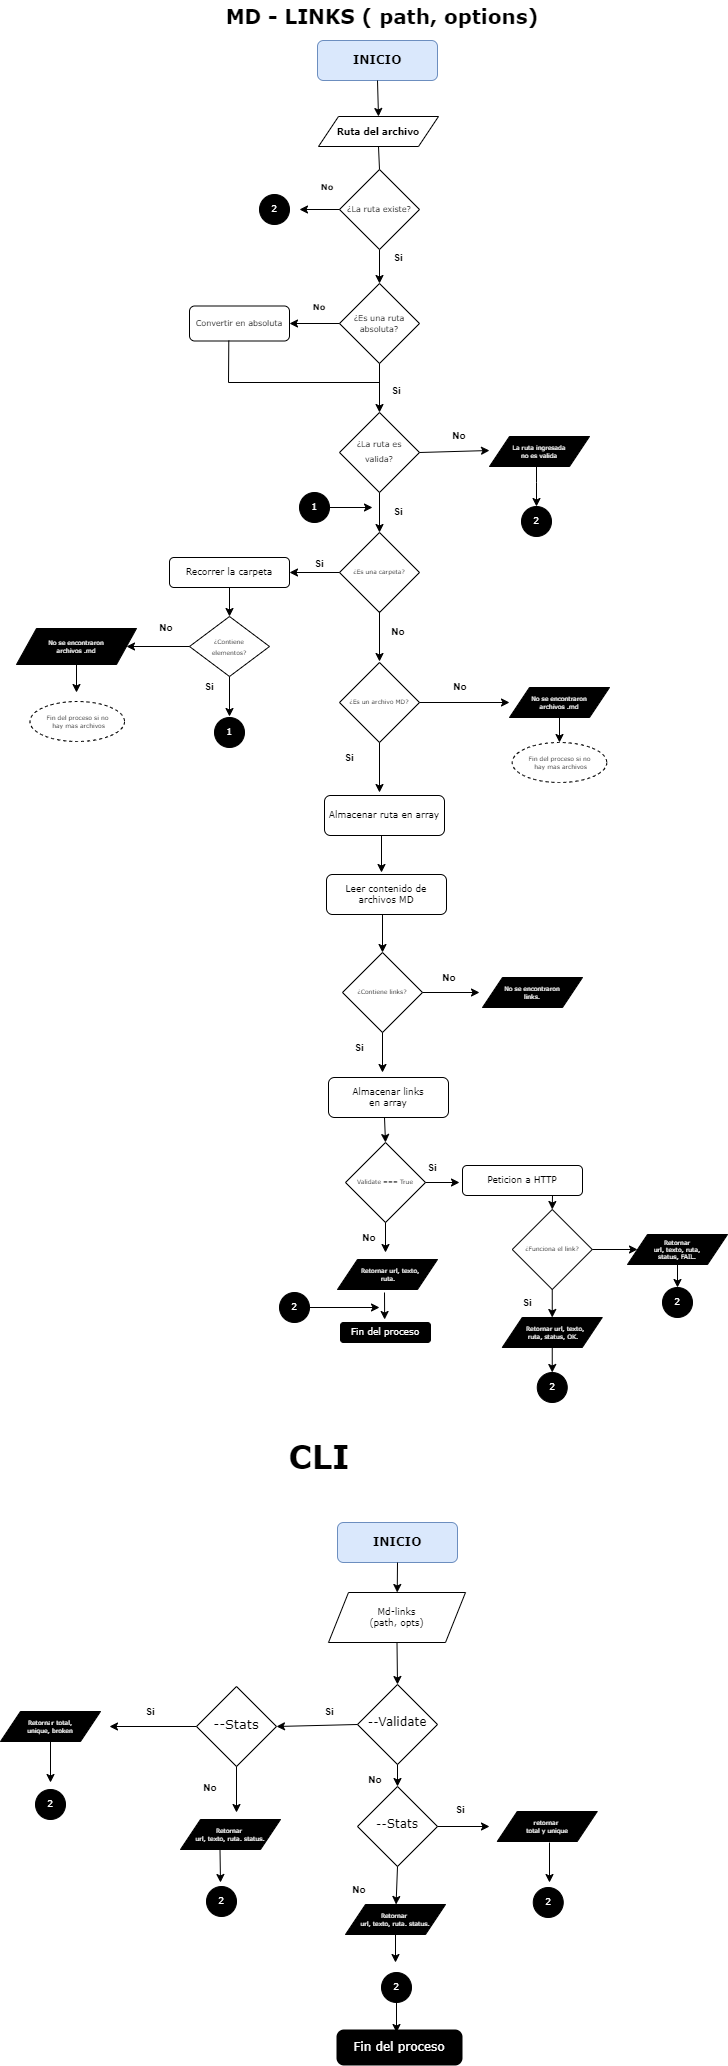 MD - LINKS ( path, options)
INICIO
Ruta del archivo
No
2
¿La ruta existe?
Si
No
Convertir en absoluta
¿Es una ruta
absoluta?
Si
¿La ruta es
valida?
No
La ruta ingresada
no es valida
1
Si
2
Recorrer la carpeta
Si
¿Es una carpeta?
No
No se encontraron
archivos .md
No
¿Contiene
elementos?
Si
Fin del proceso si no
hay mas archivos
1
¿Es un archivo MD?
No
No se encontraron
archivos .md
Si
Fin del proceso si no
hay mas archivos
Almacenar ruta en array
Leer contenido de
archivos MD
¿Contiene links?
No
No se encontraron
links.
Si
Almacenar links
en array
Validate === True
Si
Peticion a HTTP
No
¿Funciona el link?
Retornar
url, texto, ruta,
status, FAIL.
Retornar url, texto,
ruta.
2
Si
2
Fin del proceso
Retornar url, texto,
ruta, status, OK.
2
CLI
INICIO
Md-links
(path, opts)
Si
Si
--Stats
--Validate
Retornar total,
unique, broken
No
No
2
--Stats
Si
retornar
total y unique
Retornar
url, texto, ruta. status.
No
2
2
Retornar
url, texto, ruta. status.
2
Fin del proceso